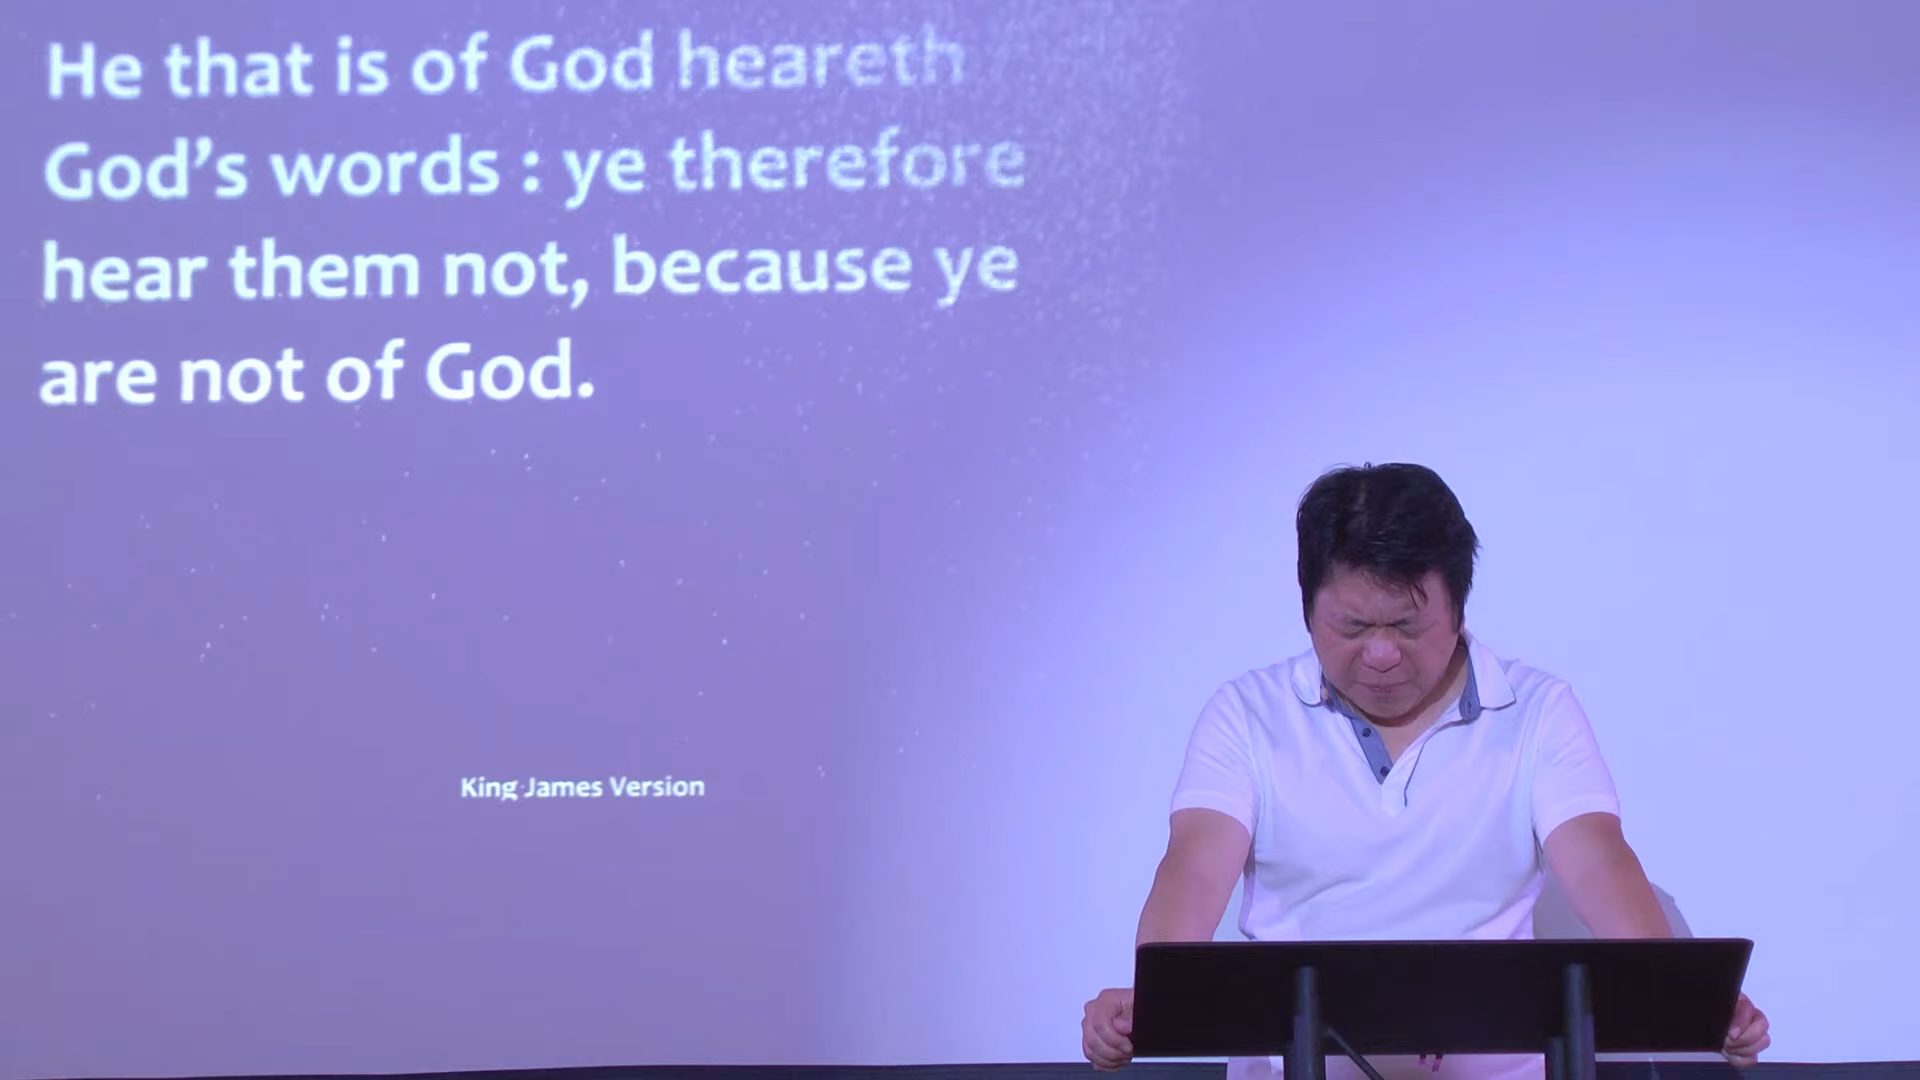 He that is of God heareth
God’s words : ye therefore
hear them not, because ye
are not of God.
King James Version